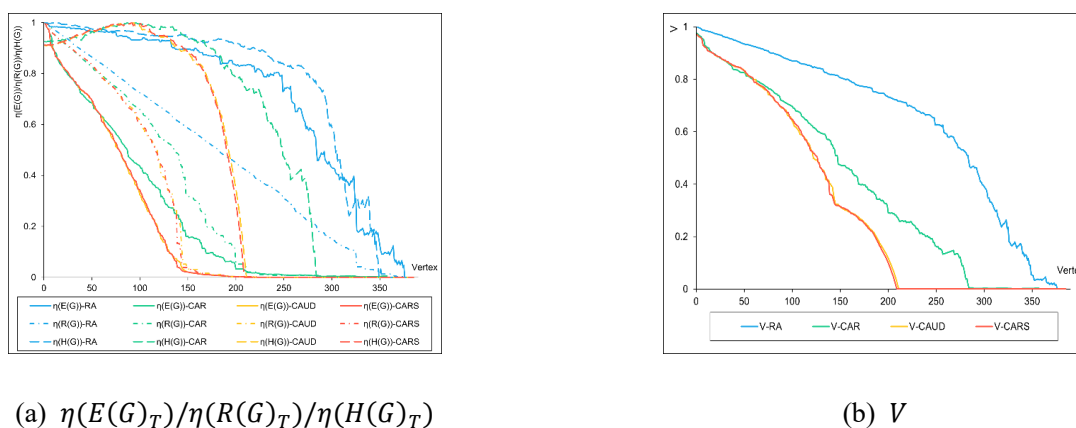 η(E(G))/η(R(G))/η(H(G))
1
0.8
0.6
0.4
0.2
0
0 50 100 150 200 250 300 350
Vertex
η(E(G))-RA η(E(G))-CAR η(E(G))-CAUD η(E(G))-CARS
η(R(G))-RA η(R(G))-CAR η(R(G))-CAUD η(R(G))-CARS
η(H(G))-RA η(H(G))-CAR η(H(G))-CAUD η(H(G))-CARS
(a) η(E(G)_T)/η(R(G)_T)/η(H(G)_T)
V
1
0.8
0.6
0.4
0.2
0
0 50 100 150 200 250 300 350
Verte
V-RA V-CAR V-CAUD V-CARS
(b) V